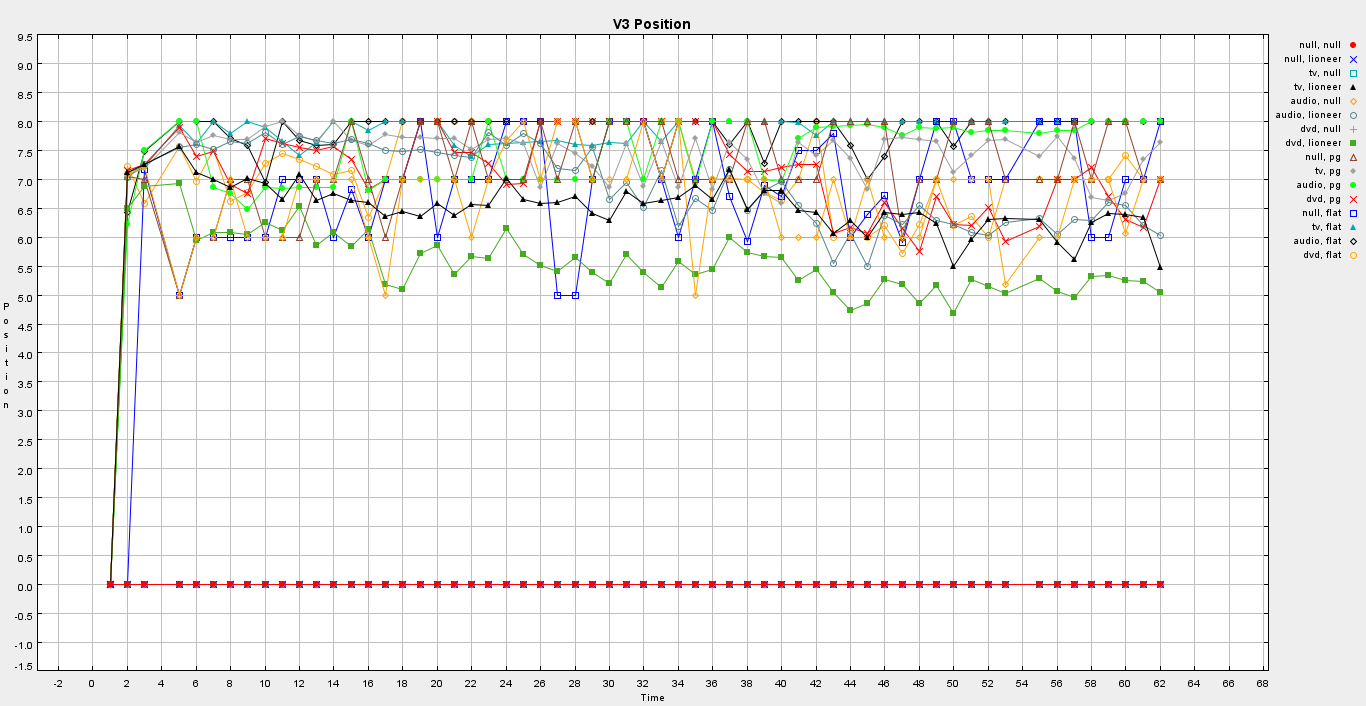 V3 Position
9.5
9.0
8.5
8.0
7.5
7.0
6.5
6.0
5.5
5.0
4.5
4.0
3.5
3.0
2.5
2.0
1.5
1.0
0.5
0.0
-0.5
-1.0
-1.5
Position
-2 0 2 4 6 8 10 12 14 16 18 20 22 24 26 28 30 32 34 36 38 40 42 44 46 48 50 52 54 56 58 60 62 64 66 68
Time
null, null
null, lioneer
tv, null
tv, lioneer
audio, null
audio, lioneer
dvd, null
dvd, lioneer
null, pg
tv, pg
audio, pg
dvd, pg
null, flat
tv, flat
audio, flat
dvd, flat